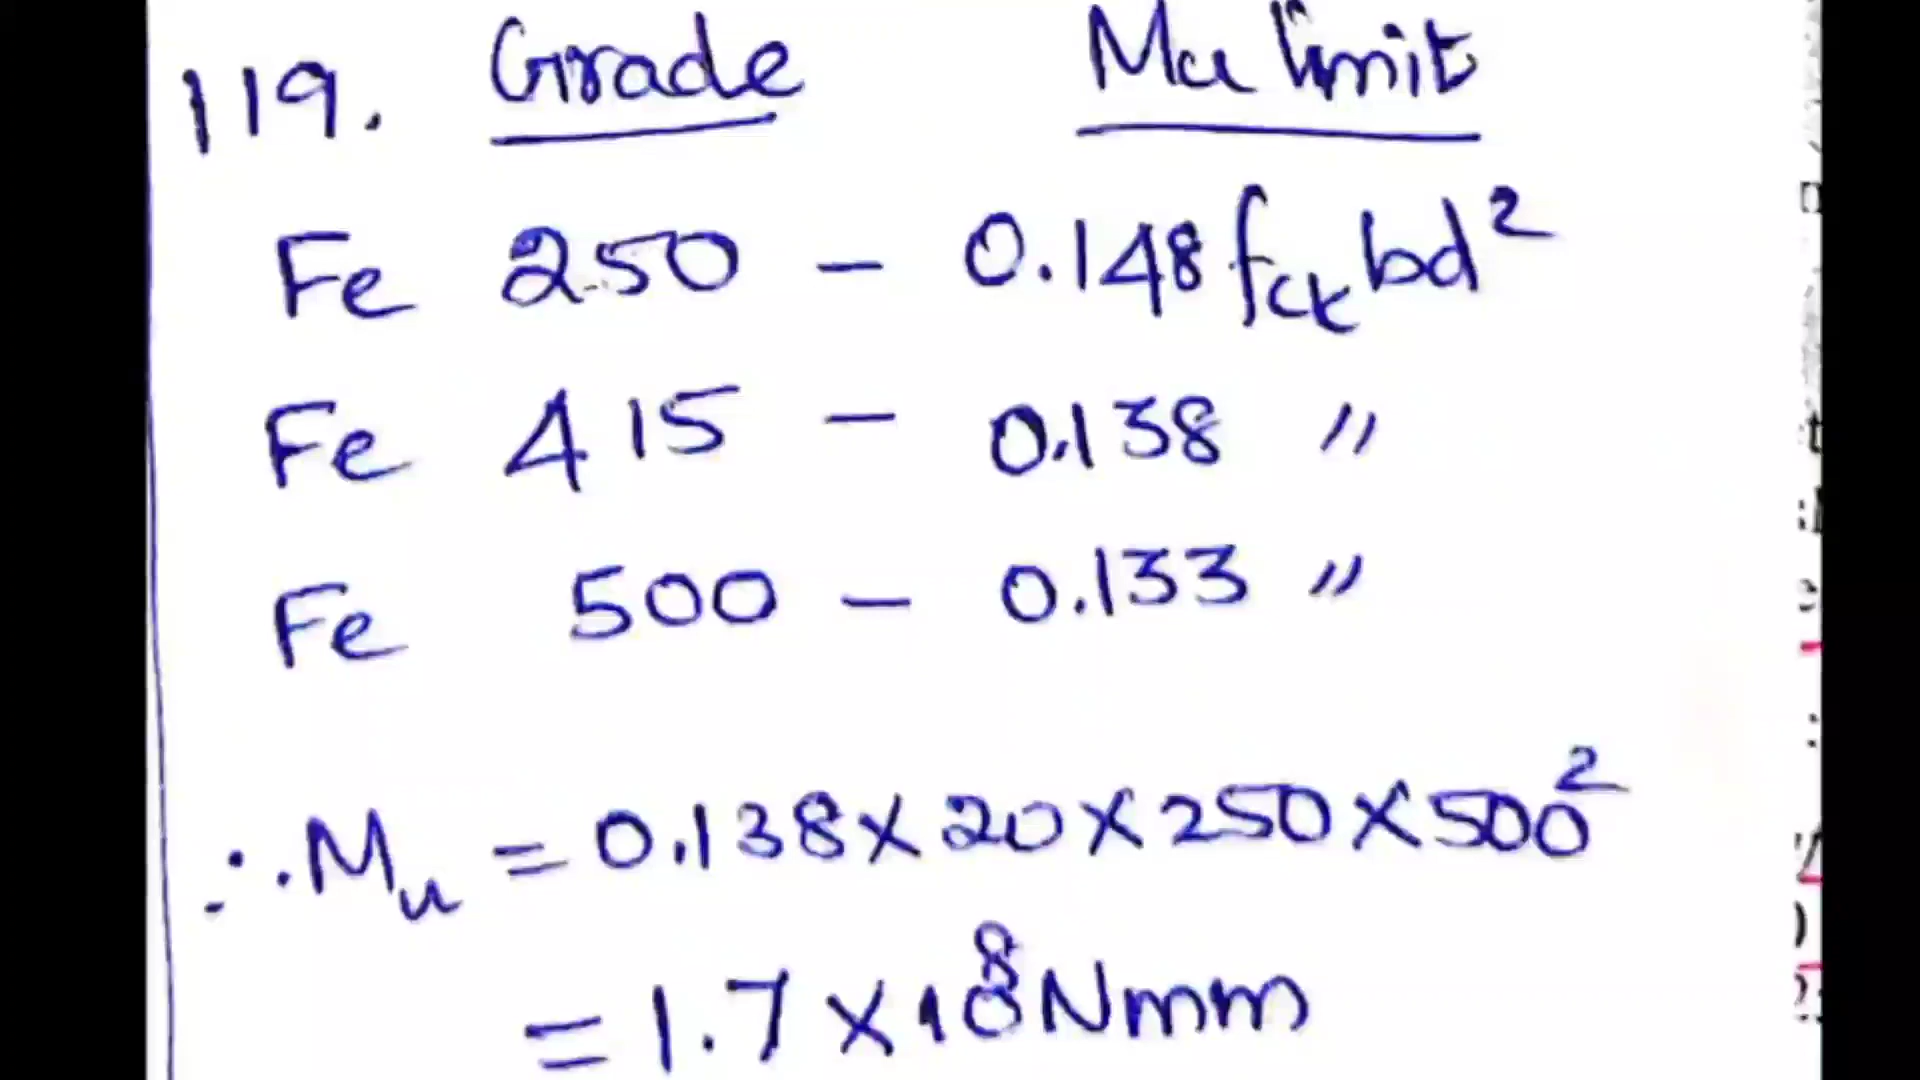 119. Grade Mu limit
Fe 250 - 0.148 fck bd²
Fe 415 - 0.138 〃
Fe 500 - 0.133 〃
∴ Mu = 0.138 × 20 × 250 × 500²
= 1.7 × 10⁸ Nmm